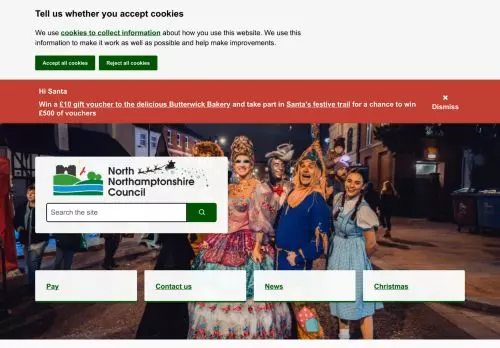 Tell us whether you accept cookies
We use cookies to collect information about how you use this website. We use
this information to make it work as well as possible and help make improvements.
Accept all cookies
Reject all cookies
Hi Santa
Win a £10 gift voucher to the delicious Butterwick Bakery and take part in Santa's festive trail for a chance to win
£500 of vouchers
Dismiss
North
Northamptonshire
Council
Search the site
Pay
Contact us
News
Christmas